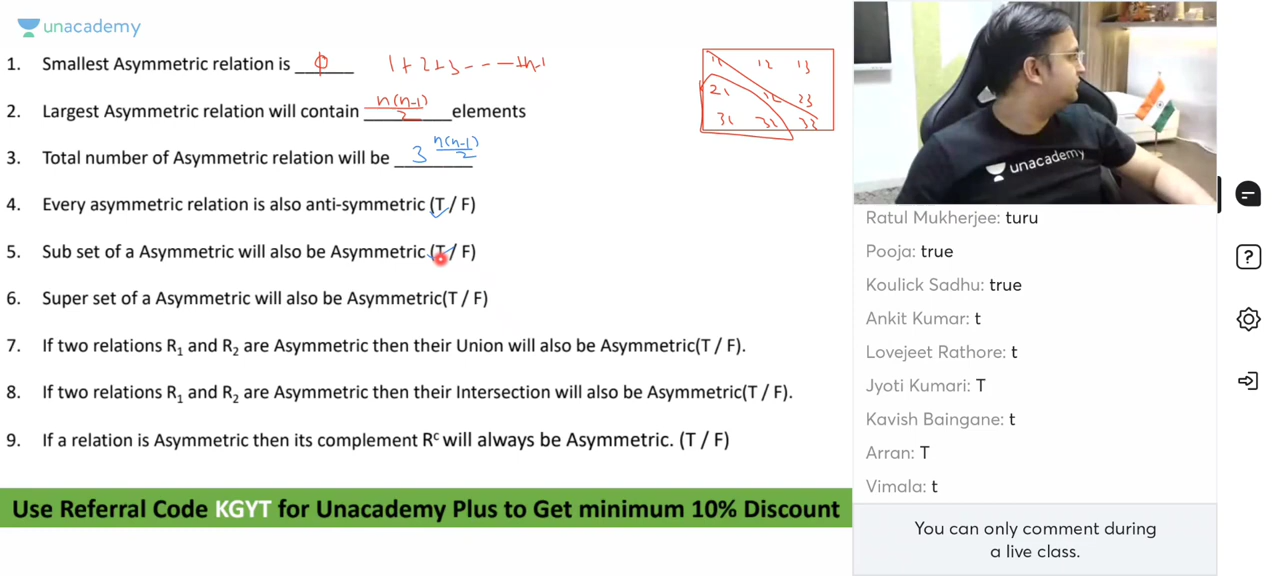 unacademy
1. Smallest Asymmetric relation is ϕ 1 + 2 + 3 - - - — + n-1
2. Largest Asymmetric relation will contain n(n-1)/2 elements
3. Total number of Asymmetric relation will be 3 n(n-1)/2
4. Every asymmetric relation is also anti-symmetric (T / F)
5. Sub set of a Asymmetric will also be Asymmetric (T / F)
6. Super set of a Asymmetric will also be Asymmetric(T / F)
7. If two relations R1 and R2 are Asymmetric then their Union will also be Asymmetric(T / F).
8. If two relations R1 and R2 are Asymmetric then their Intersection will also be Asymmetric(T / F).
9. If a relation is Asymmetric then its complement Rc will always be Asymmetric. (T / F)
11 12 13
21 23
31 32 33
Use Referral Code KGYT for Unacademy Plus to Get minimum 10% Discount
unacademy
Ratul Mukherjee: turu
Pooja: true
Koulick Sadhu: true
Ankit Kumar: t
Lovejeet Rathore: t
Jyoti Kumari: T
Kavish Baingane: t
Arran: T
Vimala: t
You can only comment during
a live class.
?